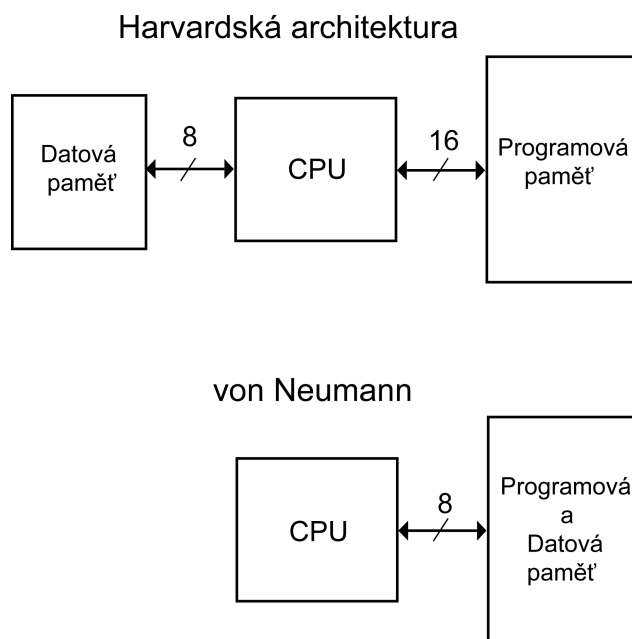 Harvardská architektura
Datová
paměť
8
CPU
16
Programová
paměť
von Neumann
CPU
8
Programová
a
Datová
paměť